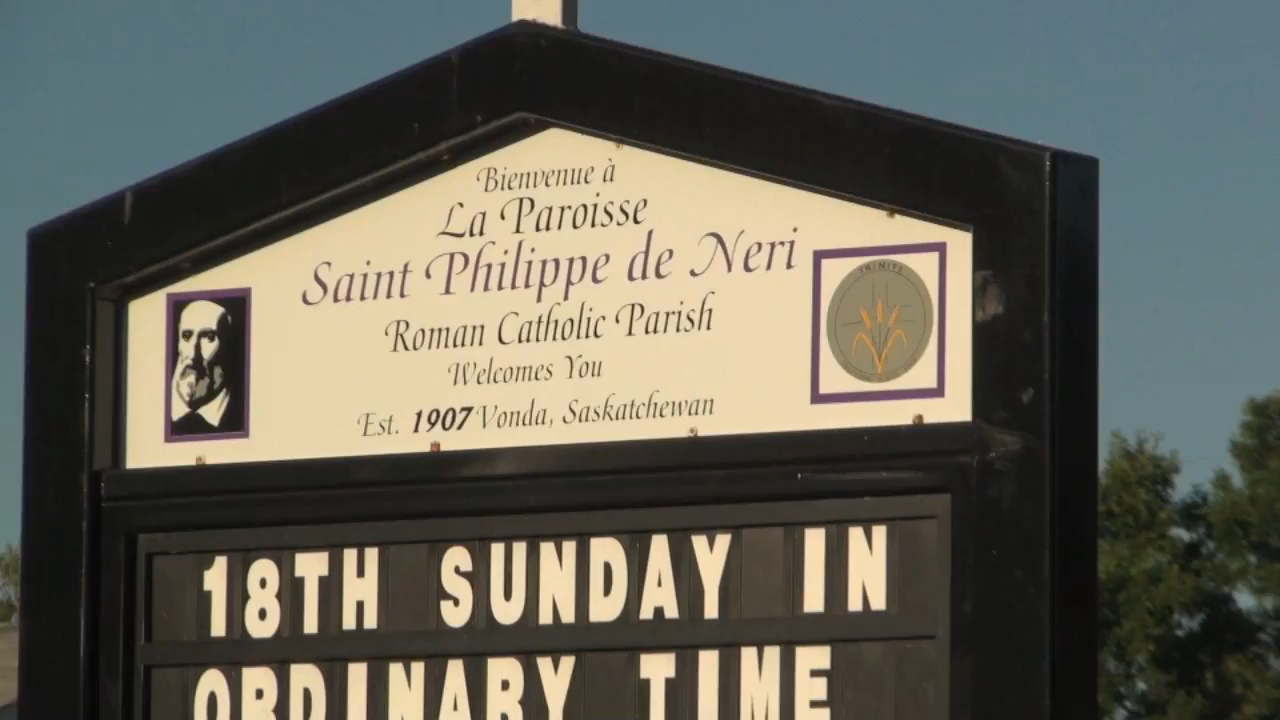 Bienvenue à
La Paroisse
Saint Philippe de Neri
Roman Catholic Parish
Welcomes You
Est. 1907 Vonda, Saskatchewan
TRINITÉ
18TH SUNDAY IN
ORDINARY TIME